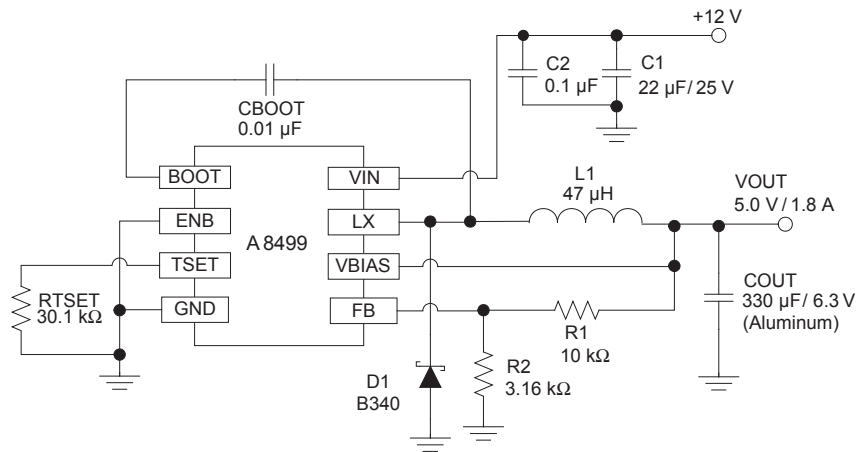 +12 V
C2
0.1 µF
C1
22 µF/ 25 V
CBOOT
0.01 µF
BOOT
VIN
L1
47 µH
VOUT
5.0 V / 1.8 A
ENB
LX
A 8499
TSET
VBIAS
RTSET
30.1 kΩ
GND
FB
COUT
330 µF/ 6.3 V
(Aluminum)
R1
10 kΩ
R2
3.16 kΩ
D1
B340